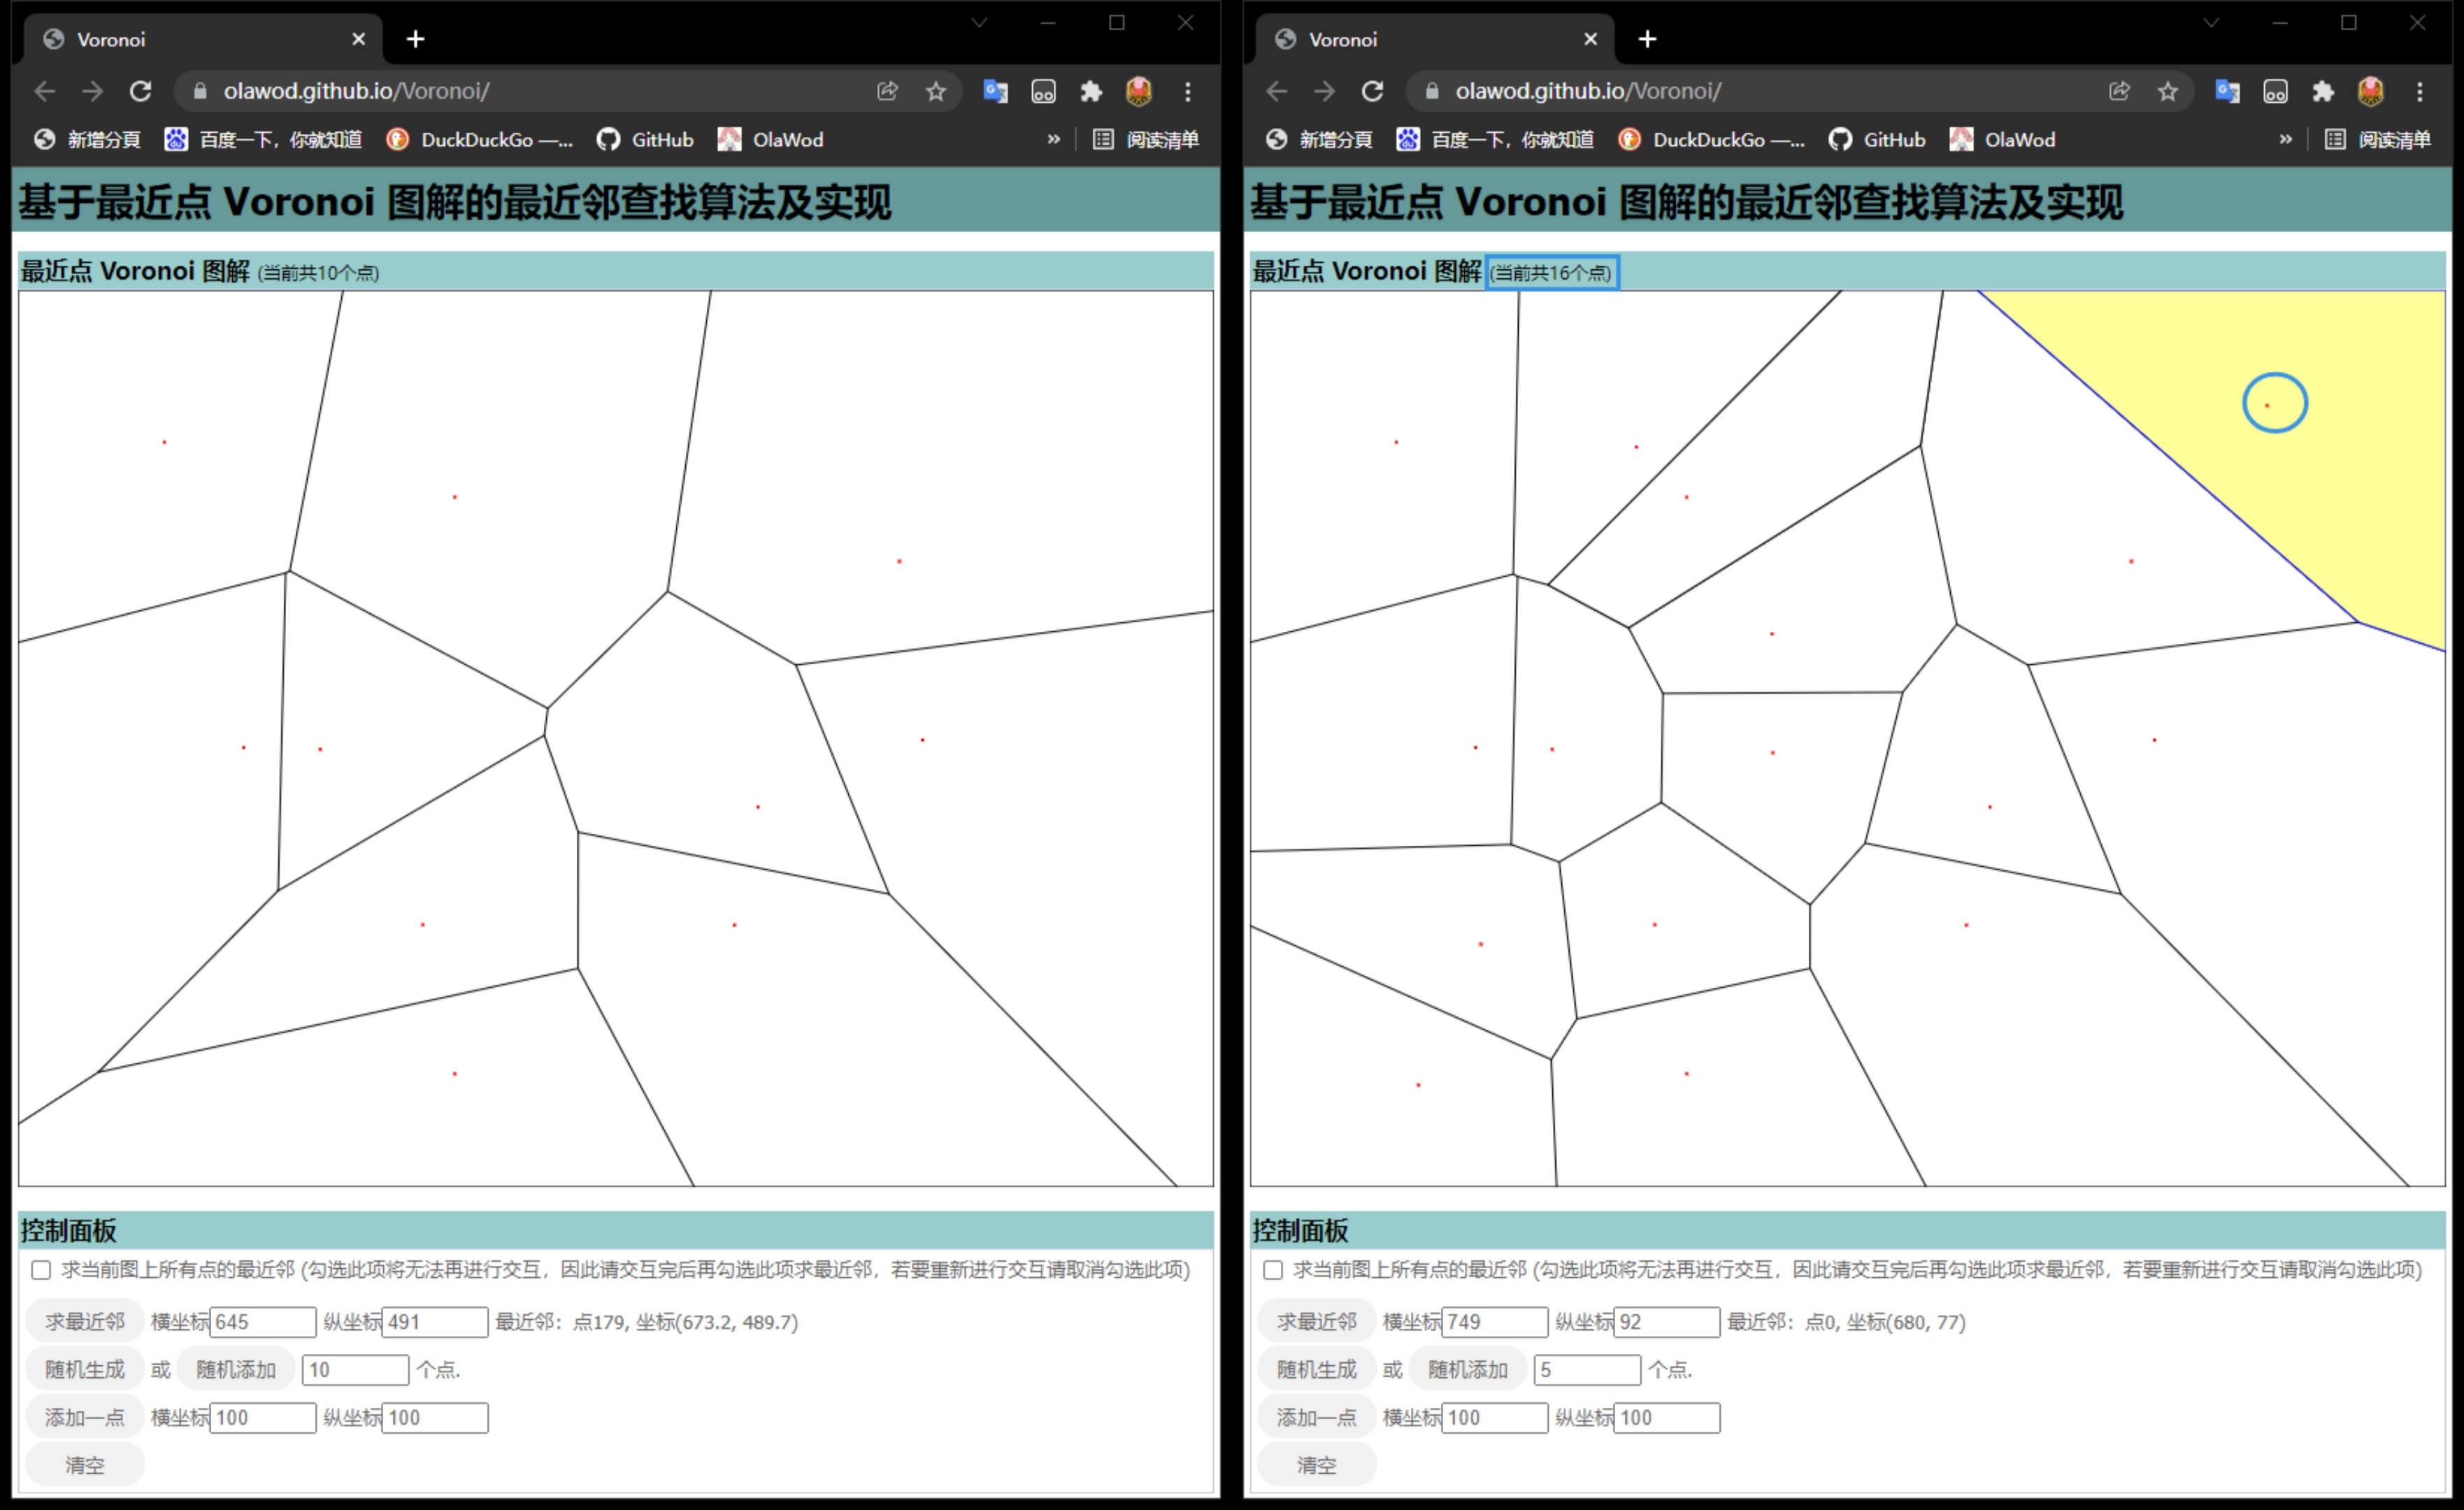 Voronoi
olawod.github.io/Voronoi/
新增分頁 百度一下，你就知道 DuckDuckGo —... GitHub OlaWod » 阅读清单
基于最近点 Voronoi 图解的最近邻查找算法及实现
最近点 Voronoi 图解 (当前共10个点)
控制面板
求当前图上所有点的最近邻 (勾选此项将无法再进行交互，因此请交互完后再勾选此项求最近邻，若要重新进行交互请取消勾选此项)
求最近邻 横坐标 645 纵坐标 491 最近邻：点179, 坐标(673.2, 489.7)
随机生成 或 随机添加 10 个点.
添加一点 横坐标 100 纵坐标 100
清空
Voronoi
olawod.github.io/Voronoi/
新增分頁 百度一下，你就知道 DuckDuckGo —... GitHub OlaWod » 阅读清单
基于最近点 Voronoi 图解的最近邻查找算法及实现
最近点 Voronoi 图解 (当前共16个点)
控制面板
求当前图上所有点的最近邻 (勾选此项将无法再进行交互，因此请交互完后再勾选此项求最近邻，若要重新进行交互请取消勾选此项)
求最近邻 横坐标 749 纵坐标 92 最近邻：点0, 坐标(680, 77)
随机生成 或 随机添加 5 个点.
添加一点 横坐标 100 纵坐标 100
清空